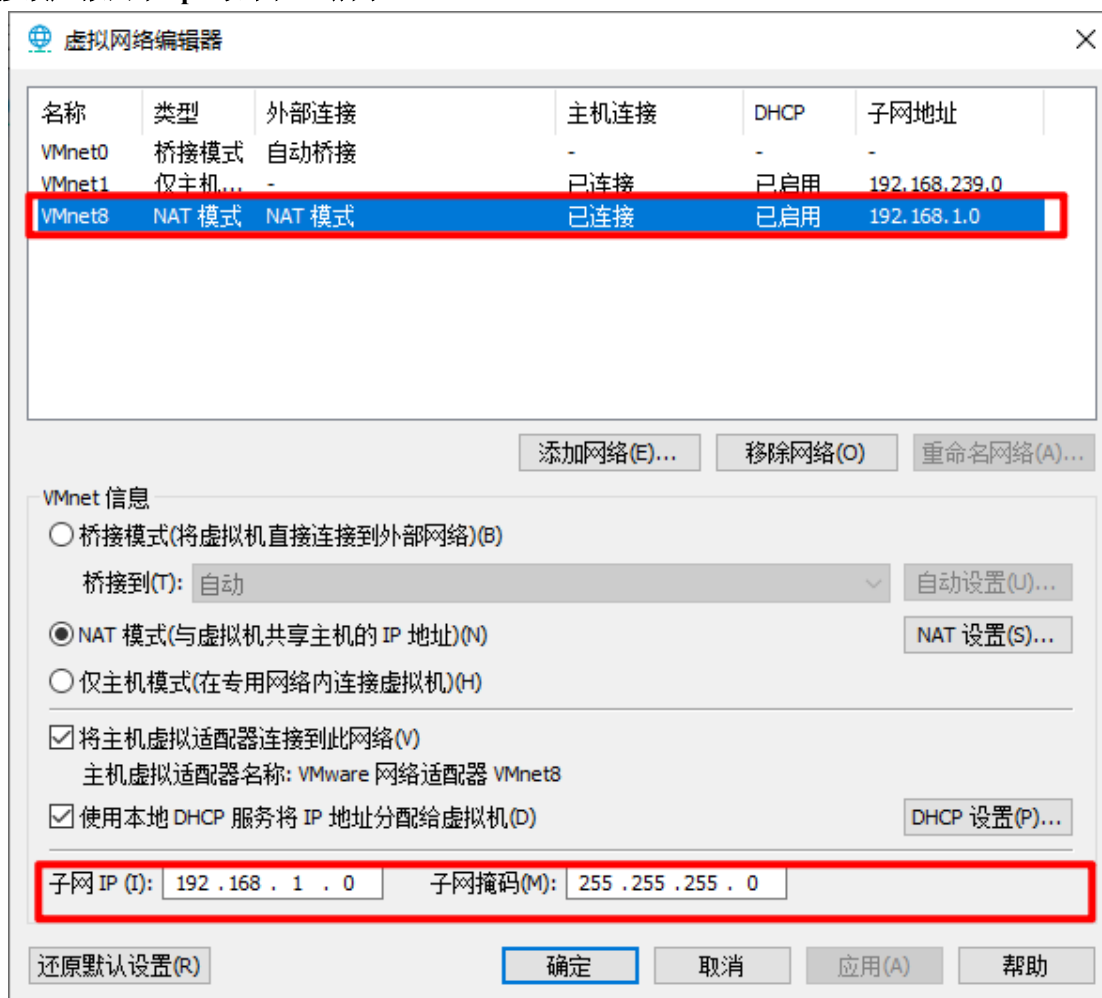 虚拟网络编辑器
名称 类型 外部连接 主机连接 DHCP 子网地址
VMnet0 桥接模式 自动桥接 - - -
VMnet1 仅主机... - 已连接 已启用 192.168.239.0
VMnet8 NAT 模式 NAT 模式 已连接 已启用 192.168.1.0
添加网络(E)... 移除网络(O) 重命名网络(A)...
VMnet 信息
桥接模式(将虚拟机直接连接到外部网络)(B)
桥接到(T): 自动 自动设置(U)...
NAT 模式(与虚拟机共享主机的 IP 地址)(N) NAT 设置(S)...
仅主机模式(在专用网络内连接虚拟机)(H)
将主机虚拟适配器连接到此网络(V)
主机虚拟适配器名称: VMware 网络适配器 VMnet8
使用本地 DHCP 服务将 IP 地址分配给虚拟机(D) DHCP 设置(P)...
子网 IP (I): 192 . 168 . 1 . 0 子网掩码(M): 255 . 255 . 255 . 0
还原默认设置(R) 确定 取消 应用(A) 帮助